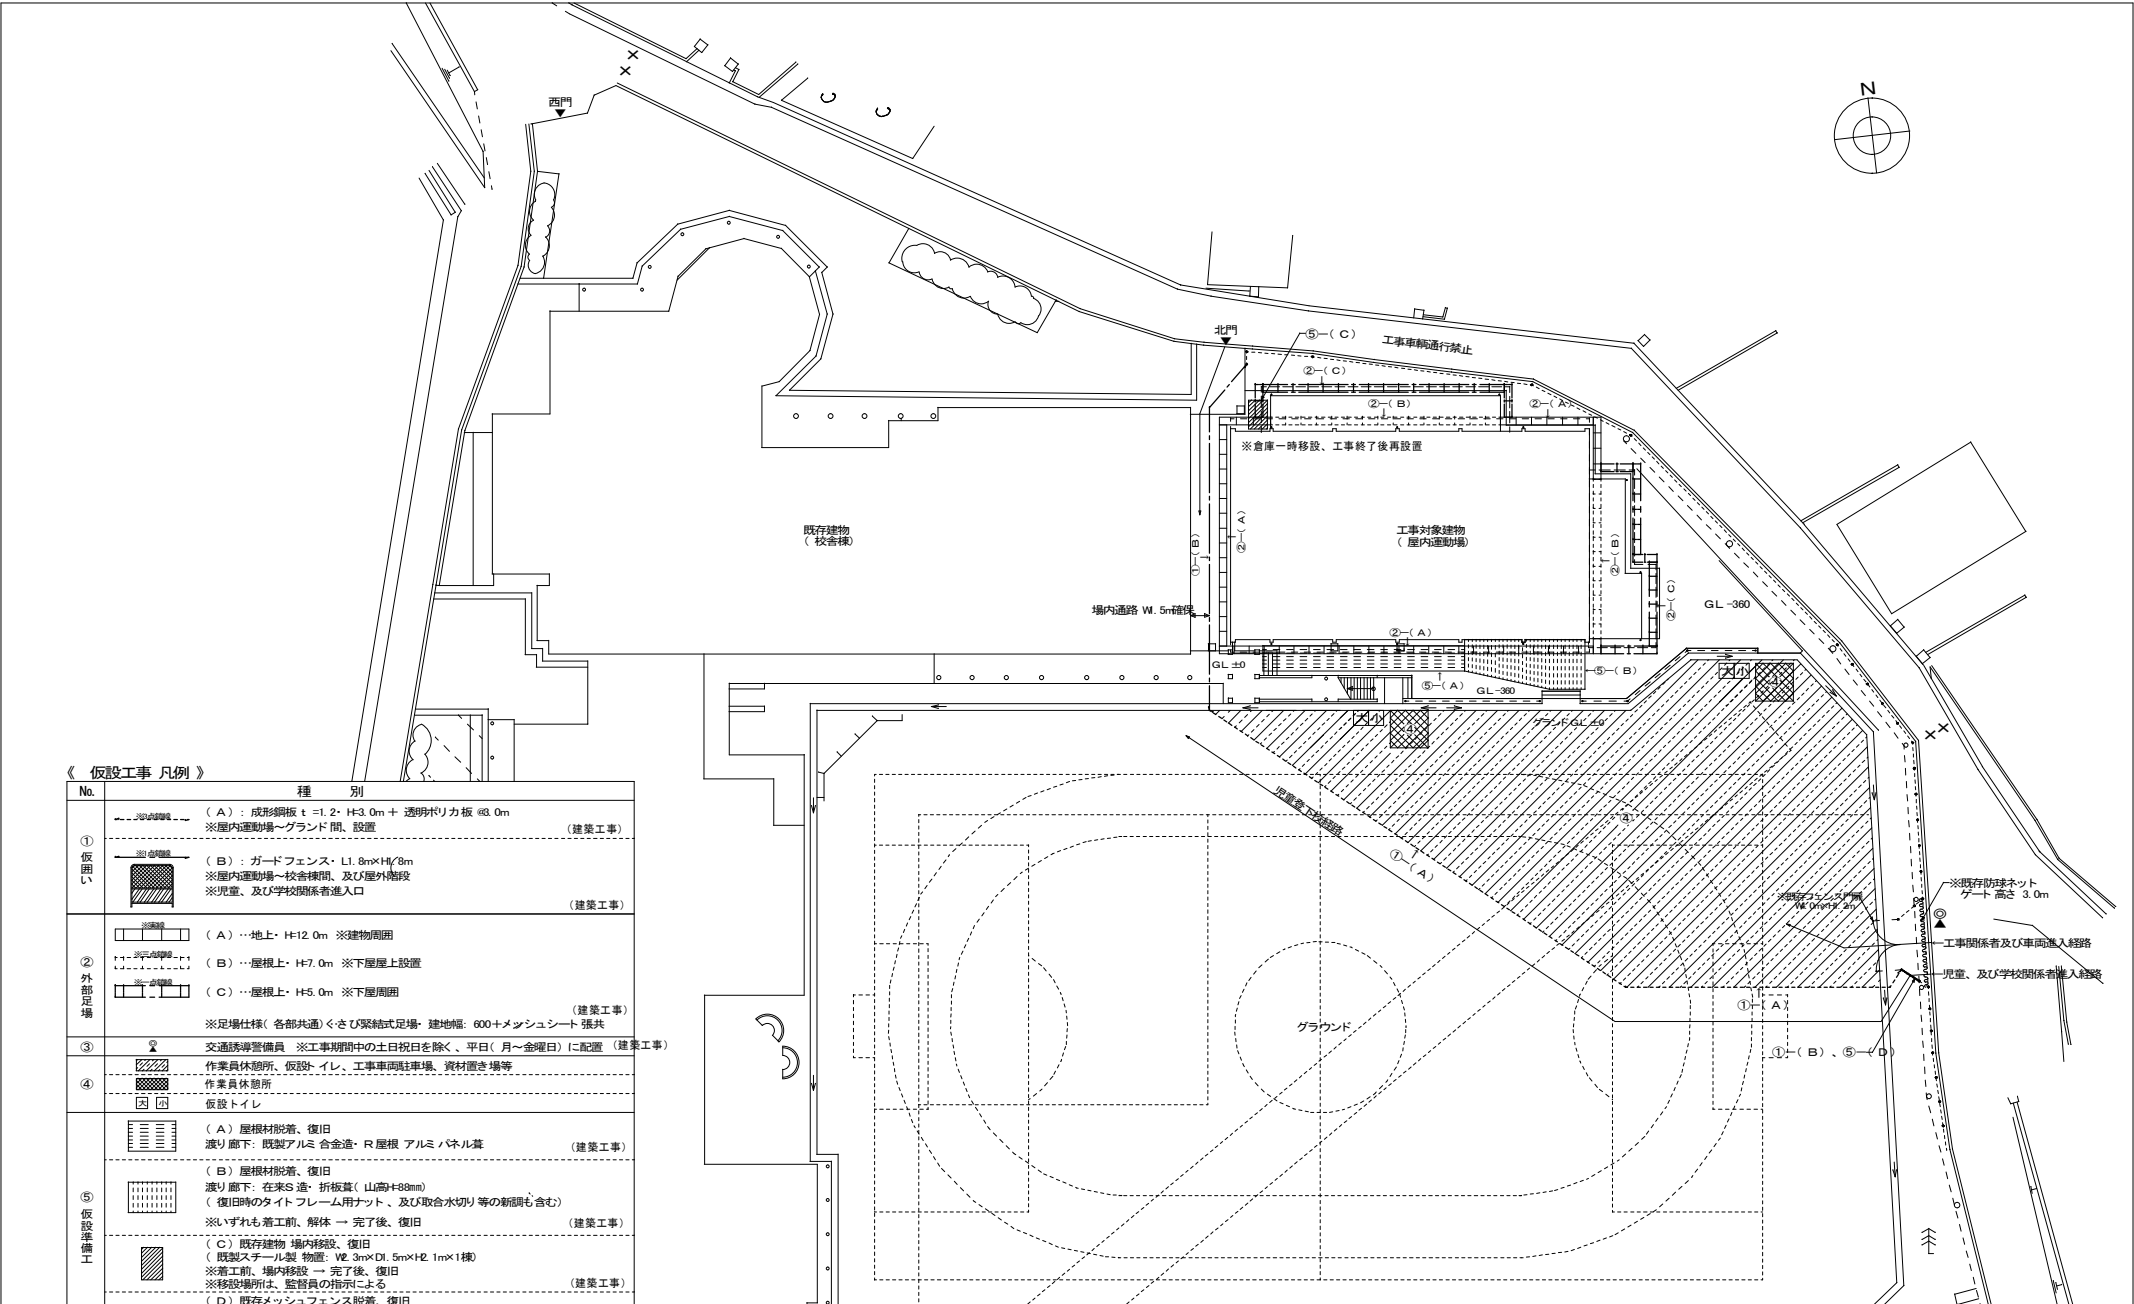 N
西門
北門
⑤―(C)
工事車輌通行禁止
②―(C)
②―(B)
②―(A)
※倉庫一時移設、工事終了後再設置
既存建物
(校舎棟)
工事対象建物
(屋内運動場)
①―(B)
②―(A)
②―(B)
②―(C)
場内通路 W1.5m確保
GL-360
②―(A)
GL±0
⑤―(A)
⑤―(B)
GL-360
大 小
4
大 小
4
グランドGL±0
児童登下校経路
④
①―(A)
※既存フェンス門扉
※既存防球ネット
ゲート高さ 3.0m
工事関係者及び車両進入経路
児童、及び学校関係者進入経路
①―(A)
グラウンド
①―(B)、⑤―(D)
《 仮設工事 凡例 》
No. 種 別
① 仮囲い
(A): 成形鋼板 t=1.2・H=3.0m + 透明ポリカ板 @3.0m
※屋内運動場~グランド間、設置 (建築工事)
(B): ガードフェンス・L1.8m×H1.8m
※屋内運動場~校舎棟間、及び屋外階段
※児童、及び学校関係者進入口
(建築工事)
② 外部足場
※実線
(A)…地上・H=12.0m ※建物周囲
(B)…屋根上・H=7.0m ※下屋屋上設置
(C)…屋根上・H=5.0m ※下屋周囲
(建築工事)
※足場仕様(各部共通)くさび緊結式足場・建地幅: 600+メッシュシート張共
③ 交通誘導警備員 ※工事期間中の土日祝日を除く、平日(月~金曜日)に配置 (建築工事)
④
作業員休憩所、仮設トイレ、工事車両駐車場、資材置き場等
作業員休憩所
大 小 仮設トイレ
⑤ 仮設準備工
(A)屋根材脱着、復旧
渡り廊下: 既製アルミ合金造・R屋根 アルミパネル葺 (建築工事)
(B)屋根材脱着、復旧
渡り廊下: 在来S造・折板葺(山高H=88mm)
(復旧時のタイトフレーム用ナット、及び取合水切り等の新調も含む)
※いずれも着工前、解体 → 完了後、復旧 (建築工事)
(C)既存建物 場内移設、復旧
(既製スチール製 物置: W2.3m×D1.5m×H2.1m×1棟)
※着工前、場内移設 → 完了後、復旧
※移設場所は、監督員の指示による (建築工事)
(D)既存メッシュフェンス脱着、復旧